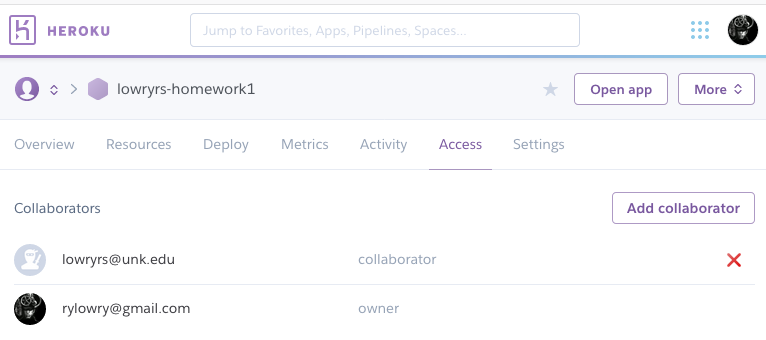 HEROKU Jump to Favorites, Apps, Pipelines, Spaces...
lowryrs-homework1 Open app More
Overview Resources Deploy Metrics Activity Access Settings
Collaborators Add collaborator
lowryrs@unk.edu collaborator
rylowry@gmail.com owner